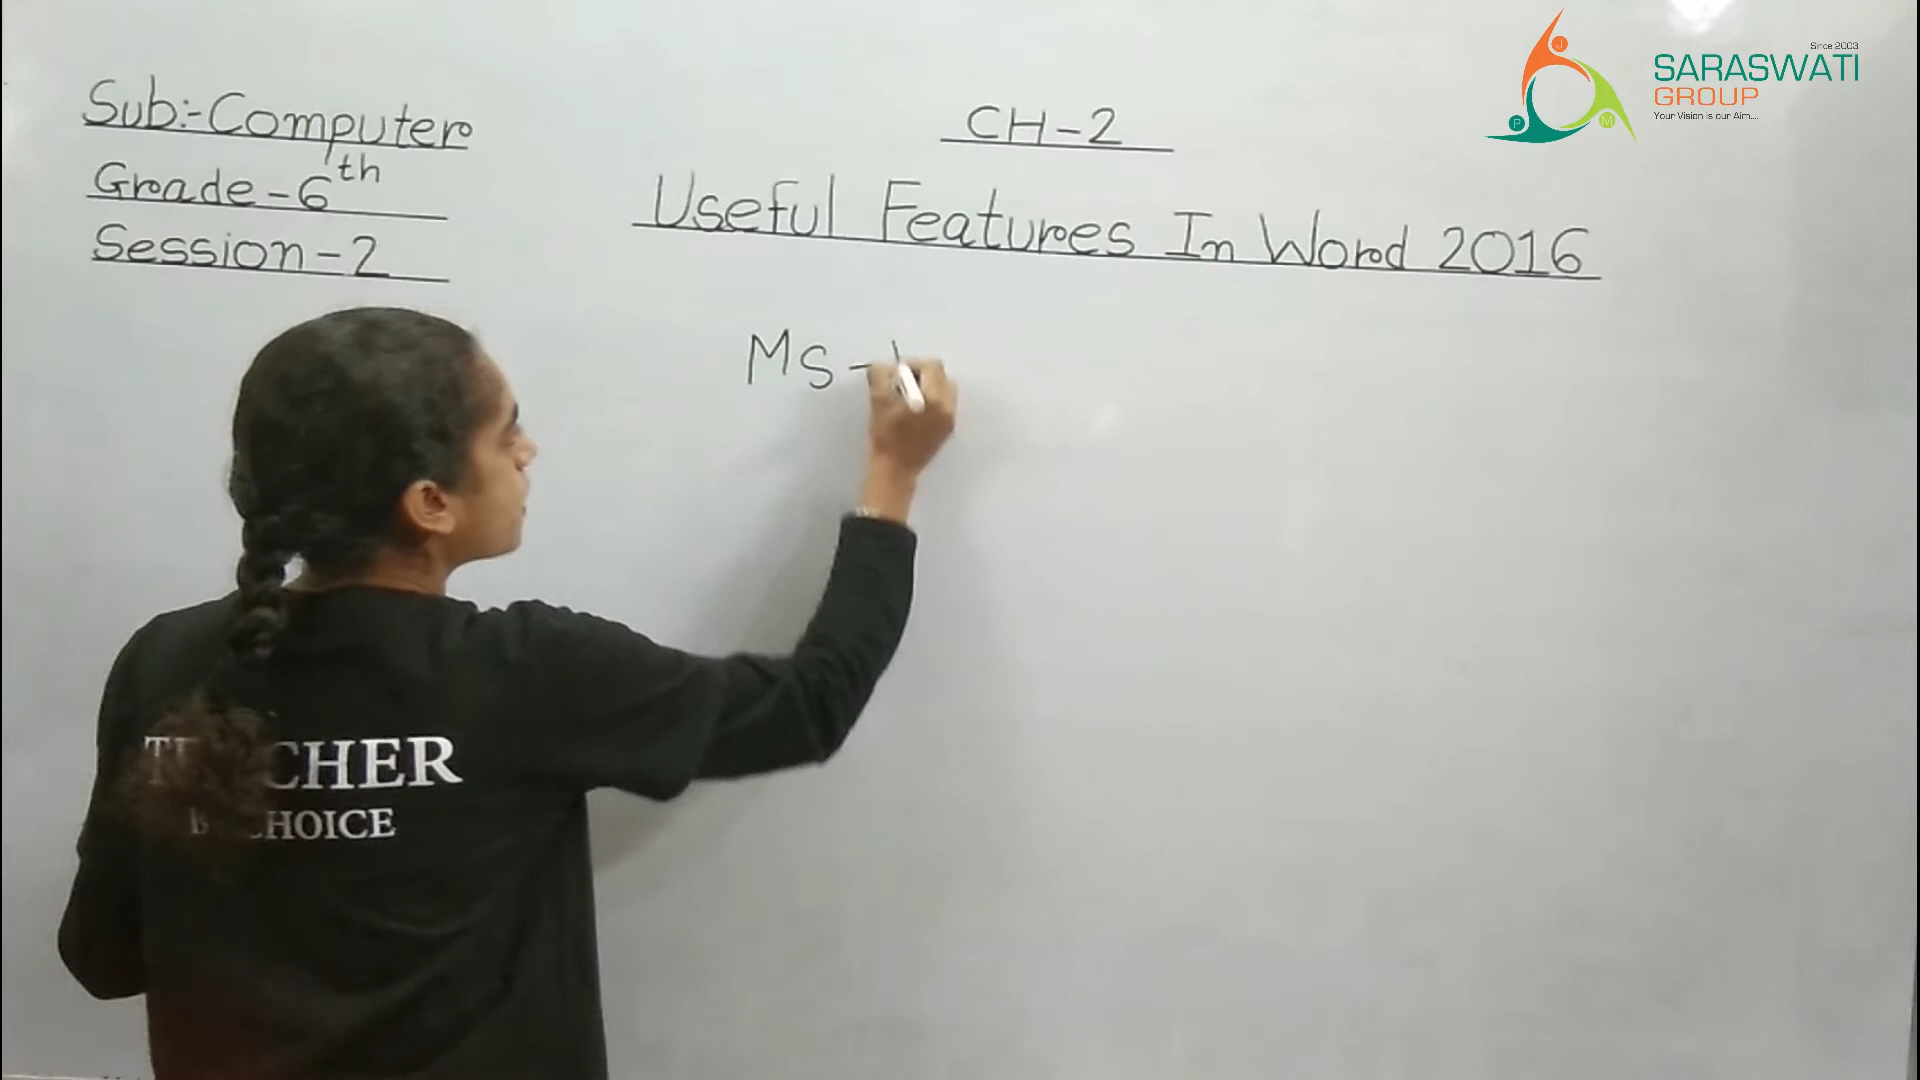 Sub:-Computer
Grade-6th
Session-2
CH-2
Useful Features In Word 2016
MS-
Since 2003
SARASWATI
GROUP
Your Vision is our Aim....
J
P
M
CHOICE